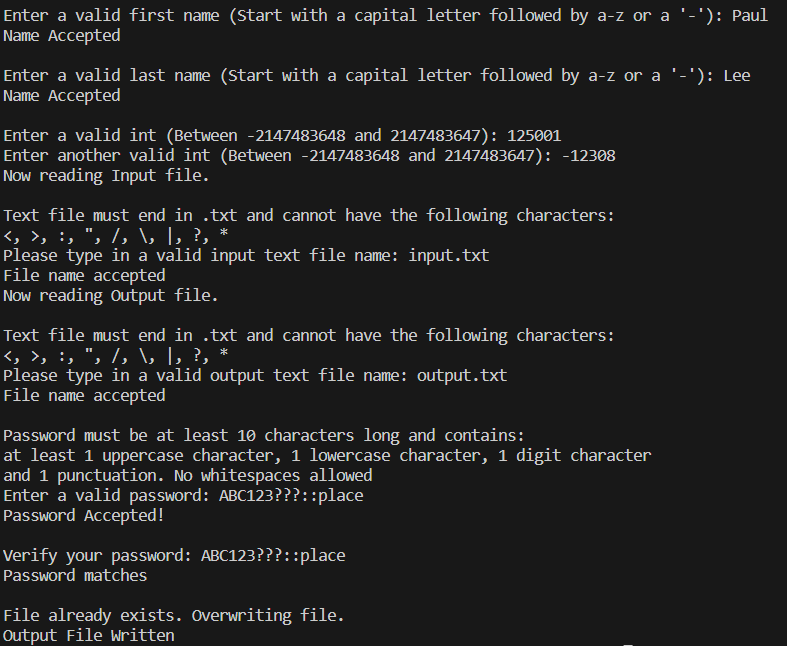 Enter a valid first name (Start with a capital letter followed by a-z or a '-'): Paul
Name Accepted
Enter a valid last name (Start with a capital letter followed by a-z or a '-'): Lee
Name Accepted
Enter a valid int (Between -2147483648 and 2147483647): 125001
Enter another valid int (Between -2147483648 and 2147483647): -12308
Now reading Input file.
Text file must end in .txt and cannot have the following characters:
<, >, :, ", /, \, |, ?, *
Please type in a valid input text file name: input.txt
File name accepted
Now reading Output file.
Text file must end in .txt and cannot have the following characters:
<, >, :, ", /, \, |, ?, *
Please type in a valid output text file name: output.txt
File name accepted
Password must be at least 10 characters long and contains:
at least 1 uppercase character, 1 lowercase character, 1 digit character
and 1 punctuation. No whitespaces allowed
Enter a valid password: ABC123???::place
Password Accepted!
Verify your password: ABC123???::place
Password matches
File already exists. Overwriting file.
Output File Written